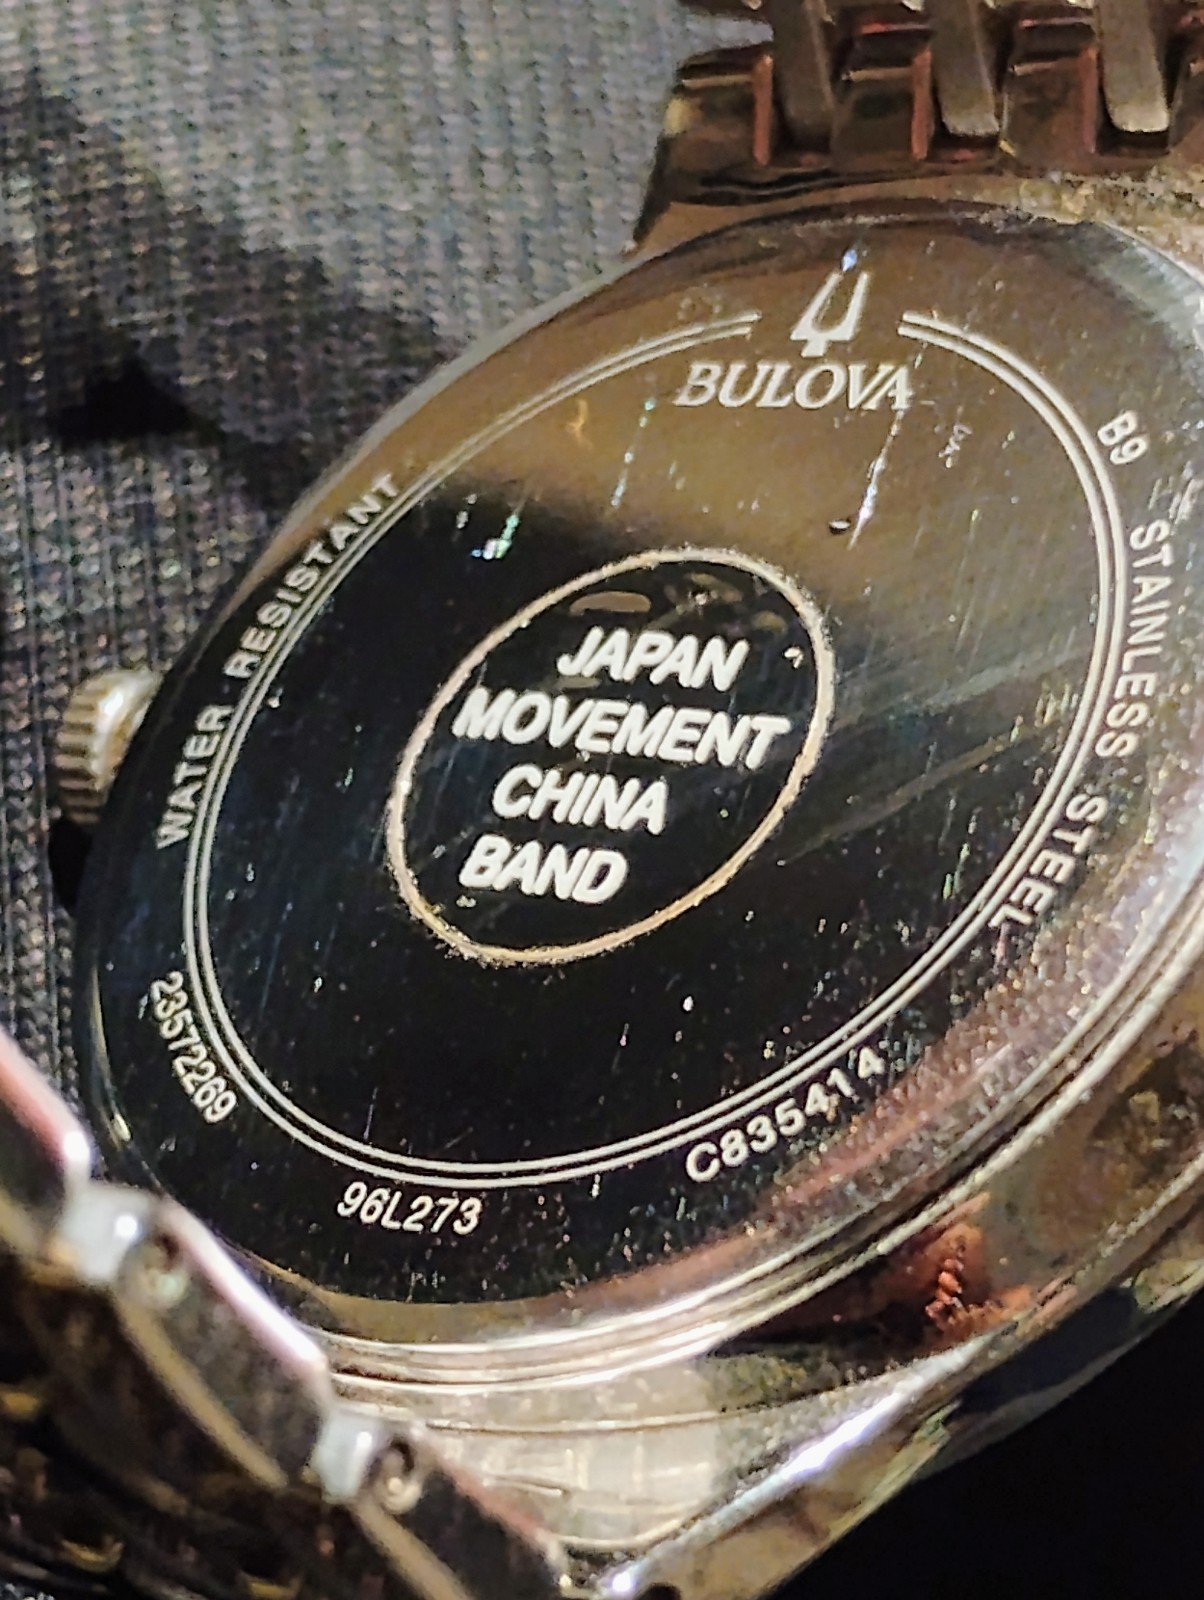 BULOVA
B9 STAINLESS STEEL
WATER RESISTANT
JAPAN
MOVEMENT
CHINA
BAND
23572269
96L273
C835414